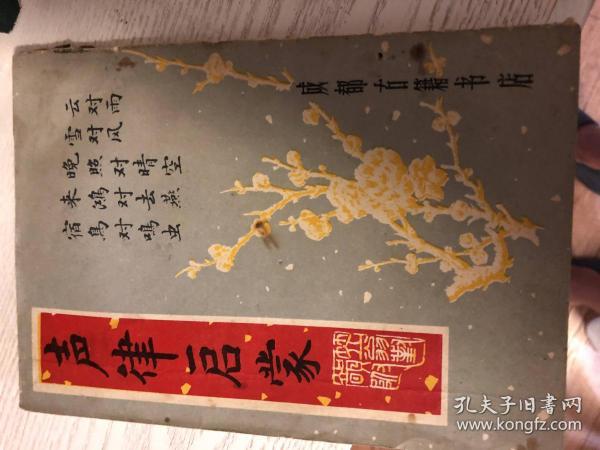 成都古籍书店
云对雨
雪对风
晚照对晴空
来鸿对去燕
宿鸟对鸣虫
声律启蒙
孔夫子旧书网
www.kongfz.com